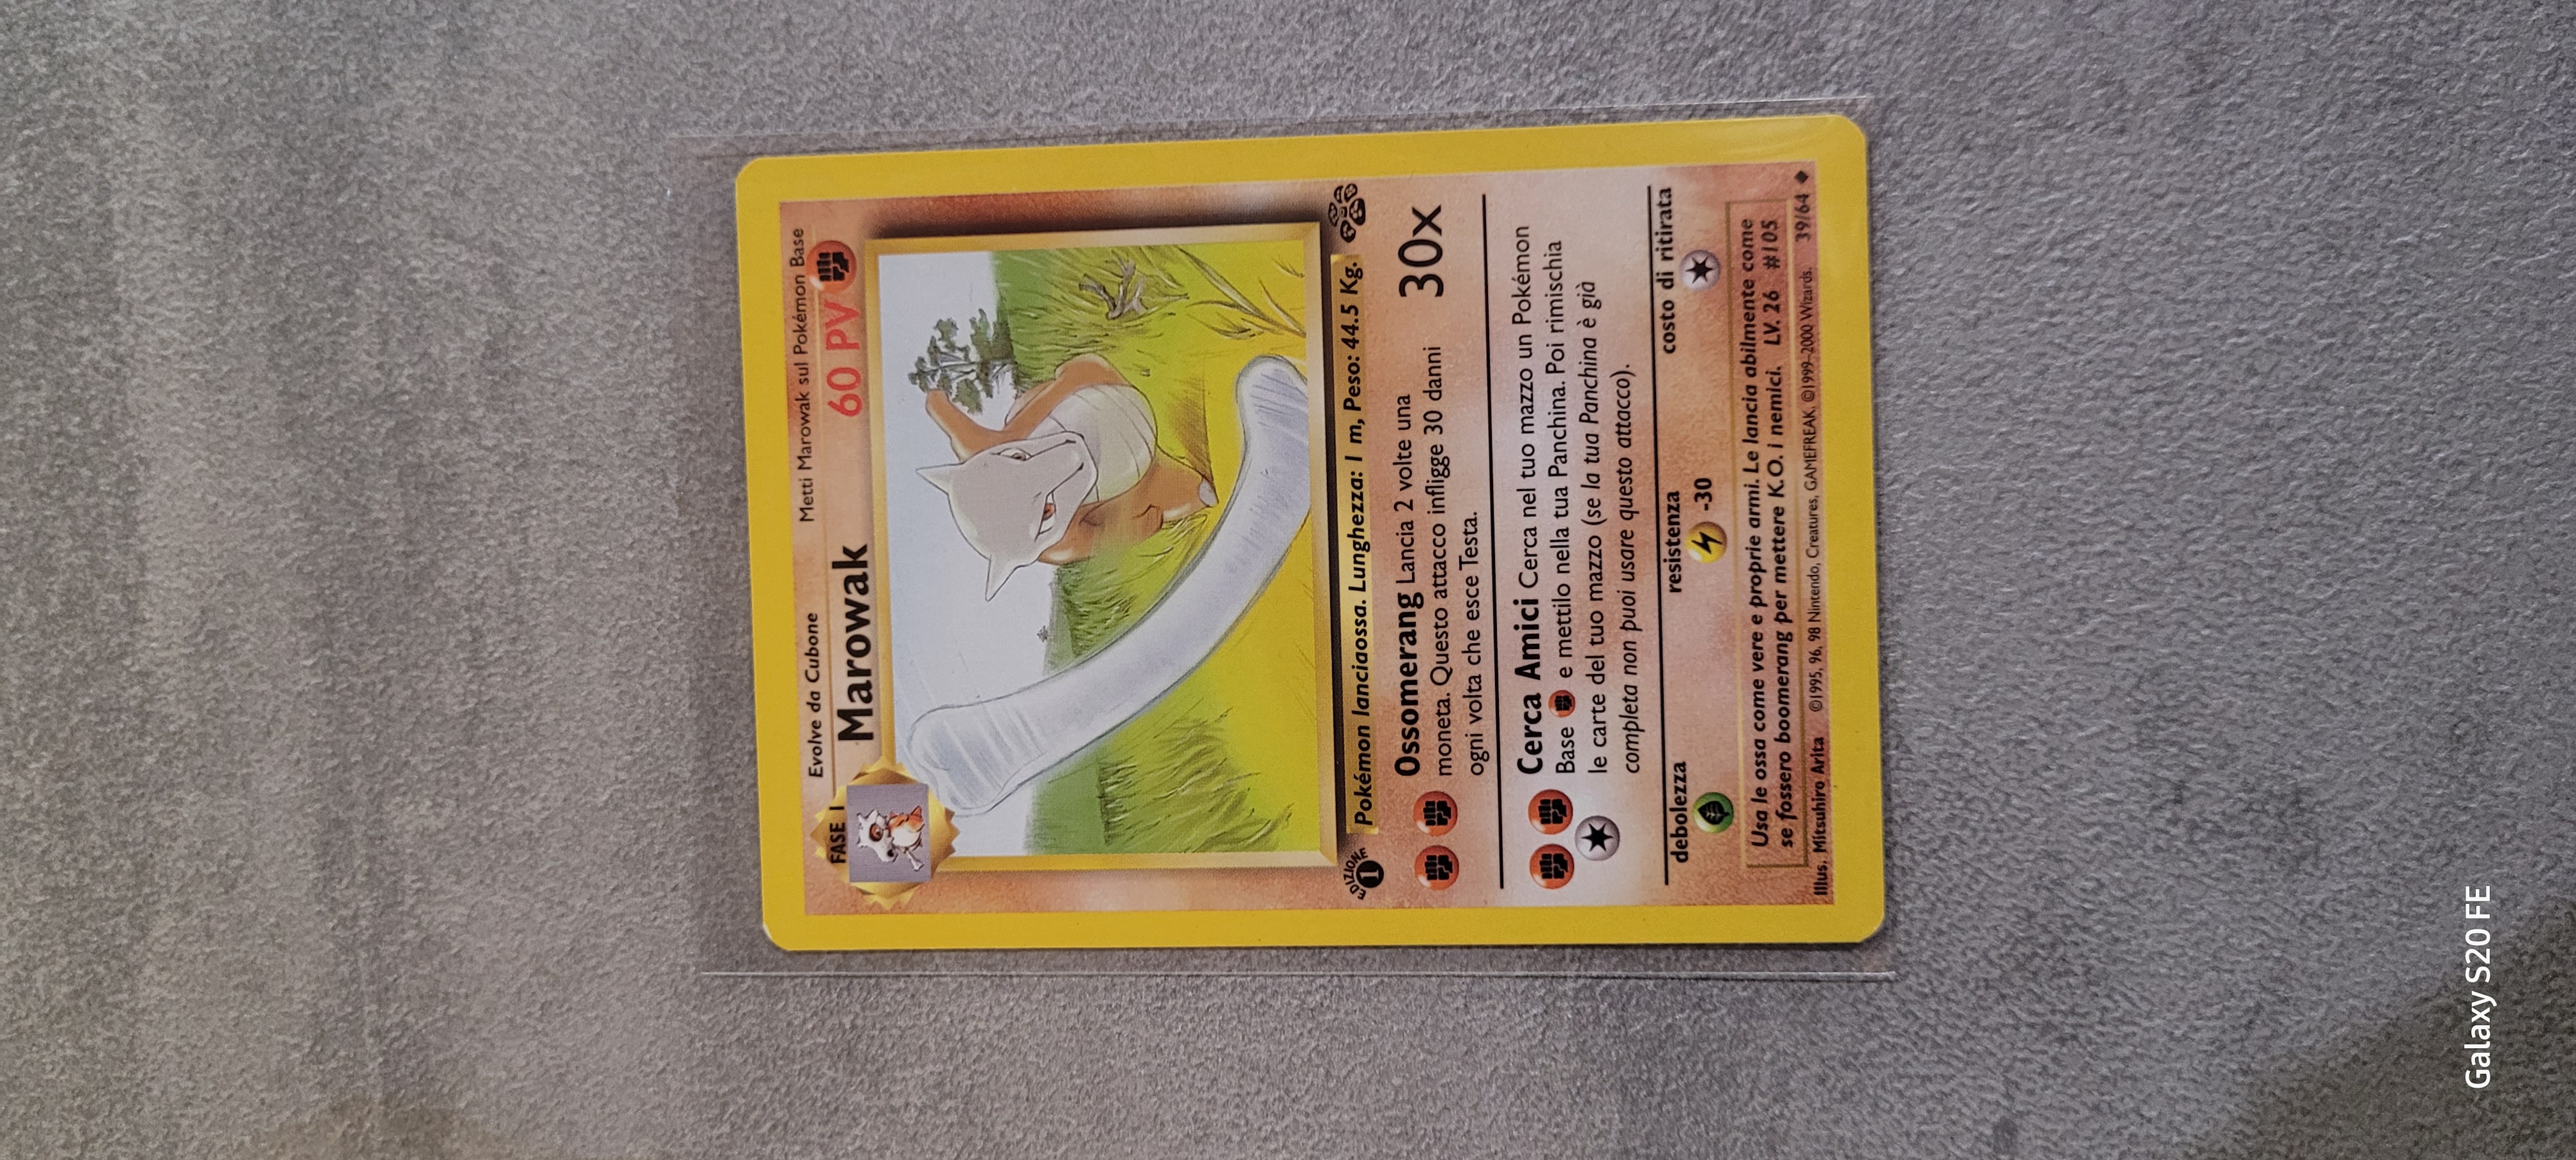 Evolve da Cubone Metti Marowak sul Pokémon Base
FASE 1
Marowak 60 PV
Pokémon lanciaossa. Lunghezza: 1 m, Peso: 44.5 Kg.
EDIZIONE
1
Ossomerang Lancia 2 volte una
moneta. Questo attacco infligge 30 danni
ogni volta che esce Testa.
30x
Cerca Amici Cerca nel tuo mazzo un Pokémon
Base e mettilo nella tua Panchina. Poi rimischia
le carte del tuo mazzo (se la tua Panchina è già
completa non puoi usare questo attacco).
debolezza resistenza costo di ritirata
-30
Usa le ossa come vere e proprie armi. Le lancia abilmente come
se fossero boomerang per mettere K.O. i nemici. LV. 26 #105
Illus. Mitsuhiro Arita ©1995, 96, 98 Nintendo, Creatures, GAMEFREAK. ©1999-2000 Wizards. 39/64
Galaxy S20 FE